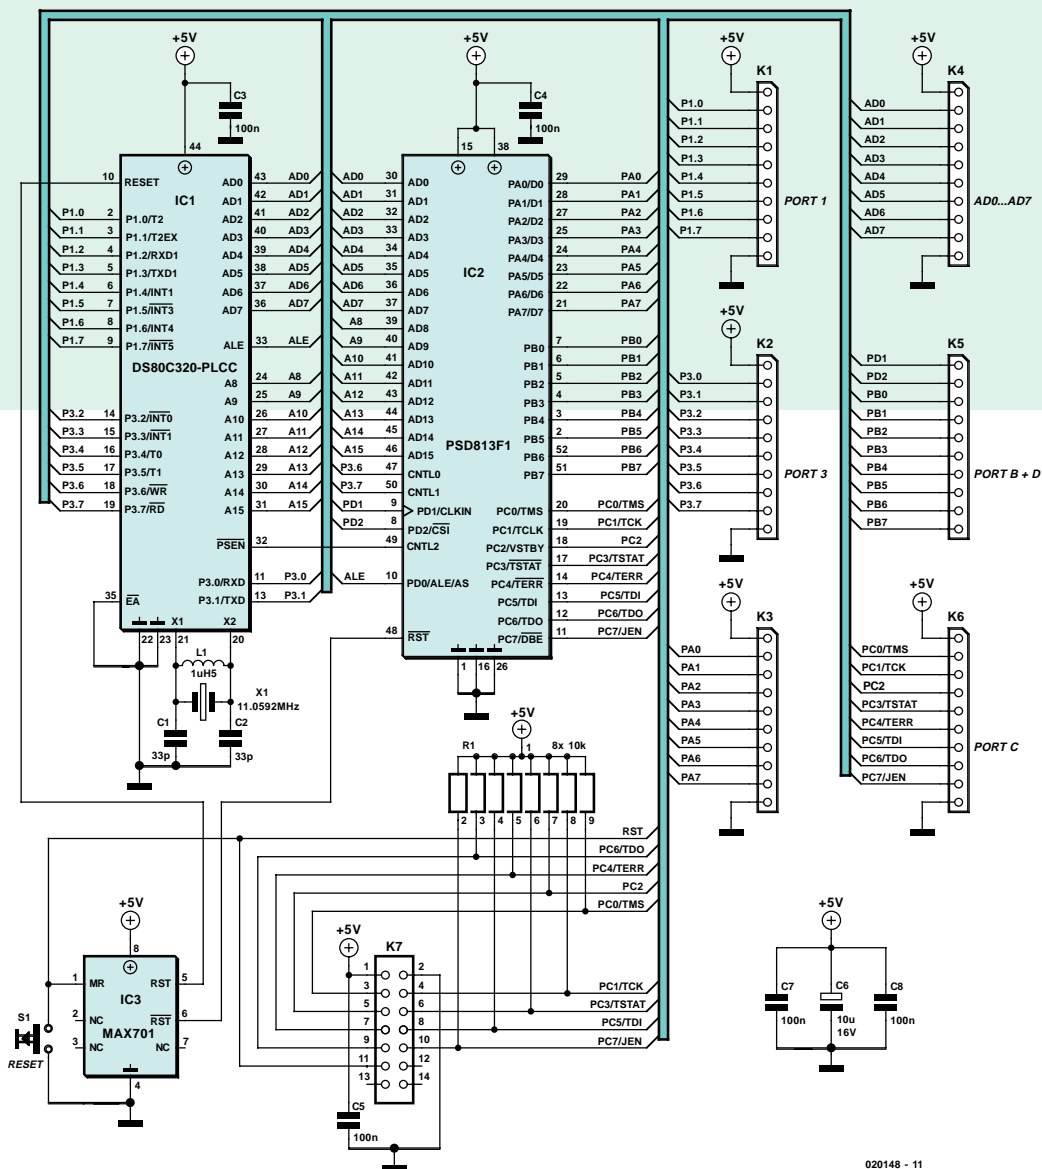 +5V
+5V
+5V
+5V
C3
100n
C4
100n
K1
K4
44
15
38
IC1
DS80C320-PLCC
10 RESET
P1.0 2 P1.0/T2
P1.1 3 P1.1/T2EX
P1.2 4 P1.2/RXD1
P1.3 5 P1.3/TXD1
P1.4 6 P1.4/INT1
P1.5 7 P1.5/INT3
P1.6 8 P1.6/INT4
P1.7 9 P1.7/INT5
P3.2 14 P3.2/INT0
P3.3 15 P3.3/INT1
P3.4 16 P3.4/T0
P3.5 17 P3.5/T1
P3.6 18 P3.6/WR
P3.7 19 P3.7/RD
35 EA
AD0 43 AD0
AD1 42 AD1
AD2 41 AD2
AD3 40 AD3
AD4 39 AD4
AD5 38 AD5
AD6 37 AD6
AD7 36 AD7
ALE 33 ALE
A8 24 A8
A9 25 A9
A10 26 A10
A11 27 A11
A12 28 A12
A13 29 A13
A14 30 A14
A15 31 A15
PSEN 32
P3.0/RXD 11 P3.0
P3.1/TXD 13 P3.1
X1 X2
22 23 21 20
L1
1uH5
X1
11.0592MHz
C1
33p
C2
33p
IC2
PSD813F1
AD0 30 AD0
AD1 31 AD1
AD2 32 AD2
AD3 33 AD3
AD4 34 AD4
AD5 35 AD5
AD6 36 AD6
AD7 37 AD7
A8 39 AD8
A9 40 AD9
A10 41 AD10
A11 42 AD11
A12 43 AD12
A13 44 AD13
A14 45 AD14
A15 46 AD15
P3.6 47 CNTL0
P3.7 50 CNTL1
PD1 9 PD1/CLKIN
PD2 8 PD2/CSI
49 CNTL2
ALE 10 PD0/ALE/AS
48 RST
PA0/D0 29 PA0
PA1/D1 28 PA1
PA2/D2 27 PA2
PA3/D3 25 PA3
PA4/D4 24 PA4
PA5/D5 23 PA5
PA6/D6 22 PA6
PA7/D7 21 PA7
PB0 7 PB0
PB1 6 PB1
PB2 5 PB2
PB3 4 PB3
PB4 3 PB4
PB5 2 PB5
PB6 52 PB6
PB7 51 PB7
PC0/TMS 20 PC0/TMS
PC1/TCLK 19 PC1/TCK
PC2/VSTBY 18 PC2
PC3/TSTAT 17 PC3/TSTAT
PC4/TERR 14 PC4/TERR
PC5/TDI 13 PC5/TDI
PC6/TDO 12 PC6/TDO
PC7/DBE 11 PC7/JEN
1 16 26
P1.0
P1.1
P1.2
P1.3
P1.4
P1.5
P1.6
P1.7
PORT 1
AD0
AD1
AD2
AD3
AD4
AD5
AD6
AD7
AD0...AD7
+5V
K2
P3.0
P3.1
P3.2
P3.3
P3.4
P3.5
P3.6
P3.7
PORT 3
K5
PD1
PD2
PB0
PB1
PB2
PB3
PB4
PB5
PB6
PB7
PORT B + D
+5V
K3
PA0
PA1
PA2
PA3
PA4
PA5
PA6
PA7
+5V
K6
PC0/TMS
PC1/TCK
PC2
PC3/TSTAT
PC4/TERR
PC5/TDI
PC6/TDO
PC7/JEN
PORT C
+5V
R1 1 8x 10k
2 3 4 5 6 7 8 9
RST
PC6/TDO
PC4/TERR
PC2
PC0/TMS
PC1/TCK
PC3/TSTAT
PC5/TDI
PC7/JEN
+5V
K7
1 2
3 4
5 6
7 8
9 10
11 12
13 14
C5
100n
+5V
8
IC3
MAX701
1 MR
2 NC
3 NC
RST 5
RST 6
NC 7
4
S1
RESET
+5V
C7
100n
C6
10u
16V
C8
100n
020148 - 11